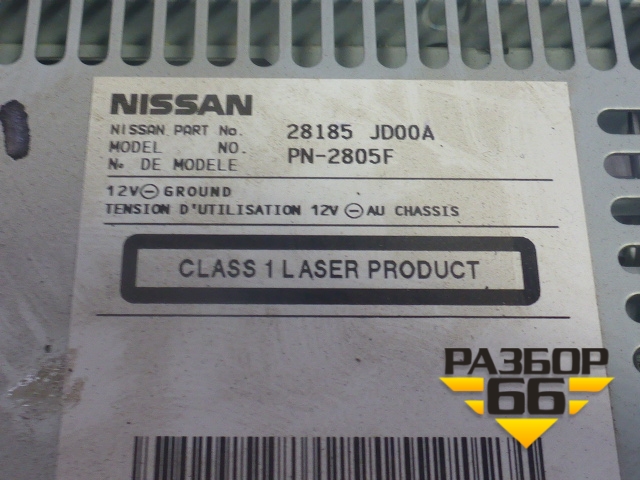 NISSAN
NISSAN PART No. 28185 JD00A
MODEL NO. PN-2805F
No DE MODELE
12V ⊖ GROUND
TENSION D'UTILISATION 12V ⊖ AU CHASSIS
CLASS 1 LASER PRODUCT
РАЗБОР
66